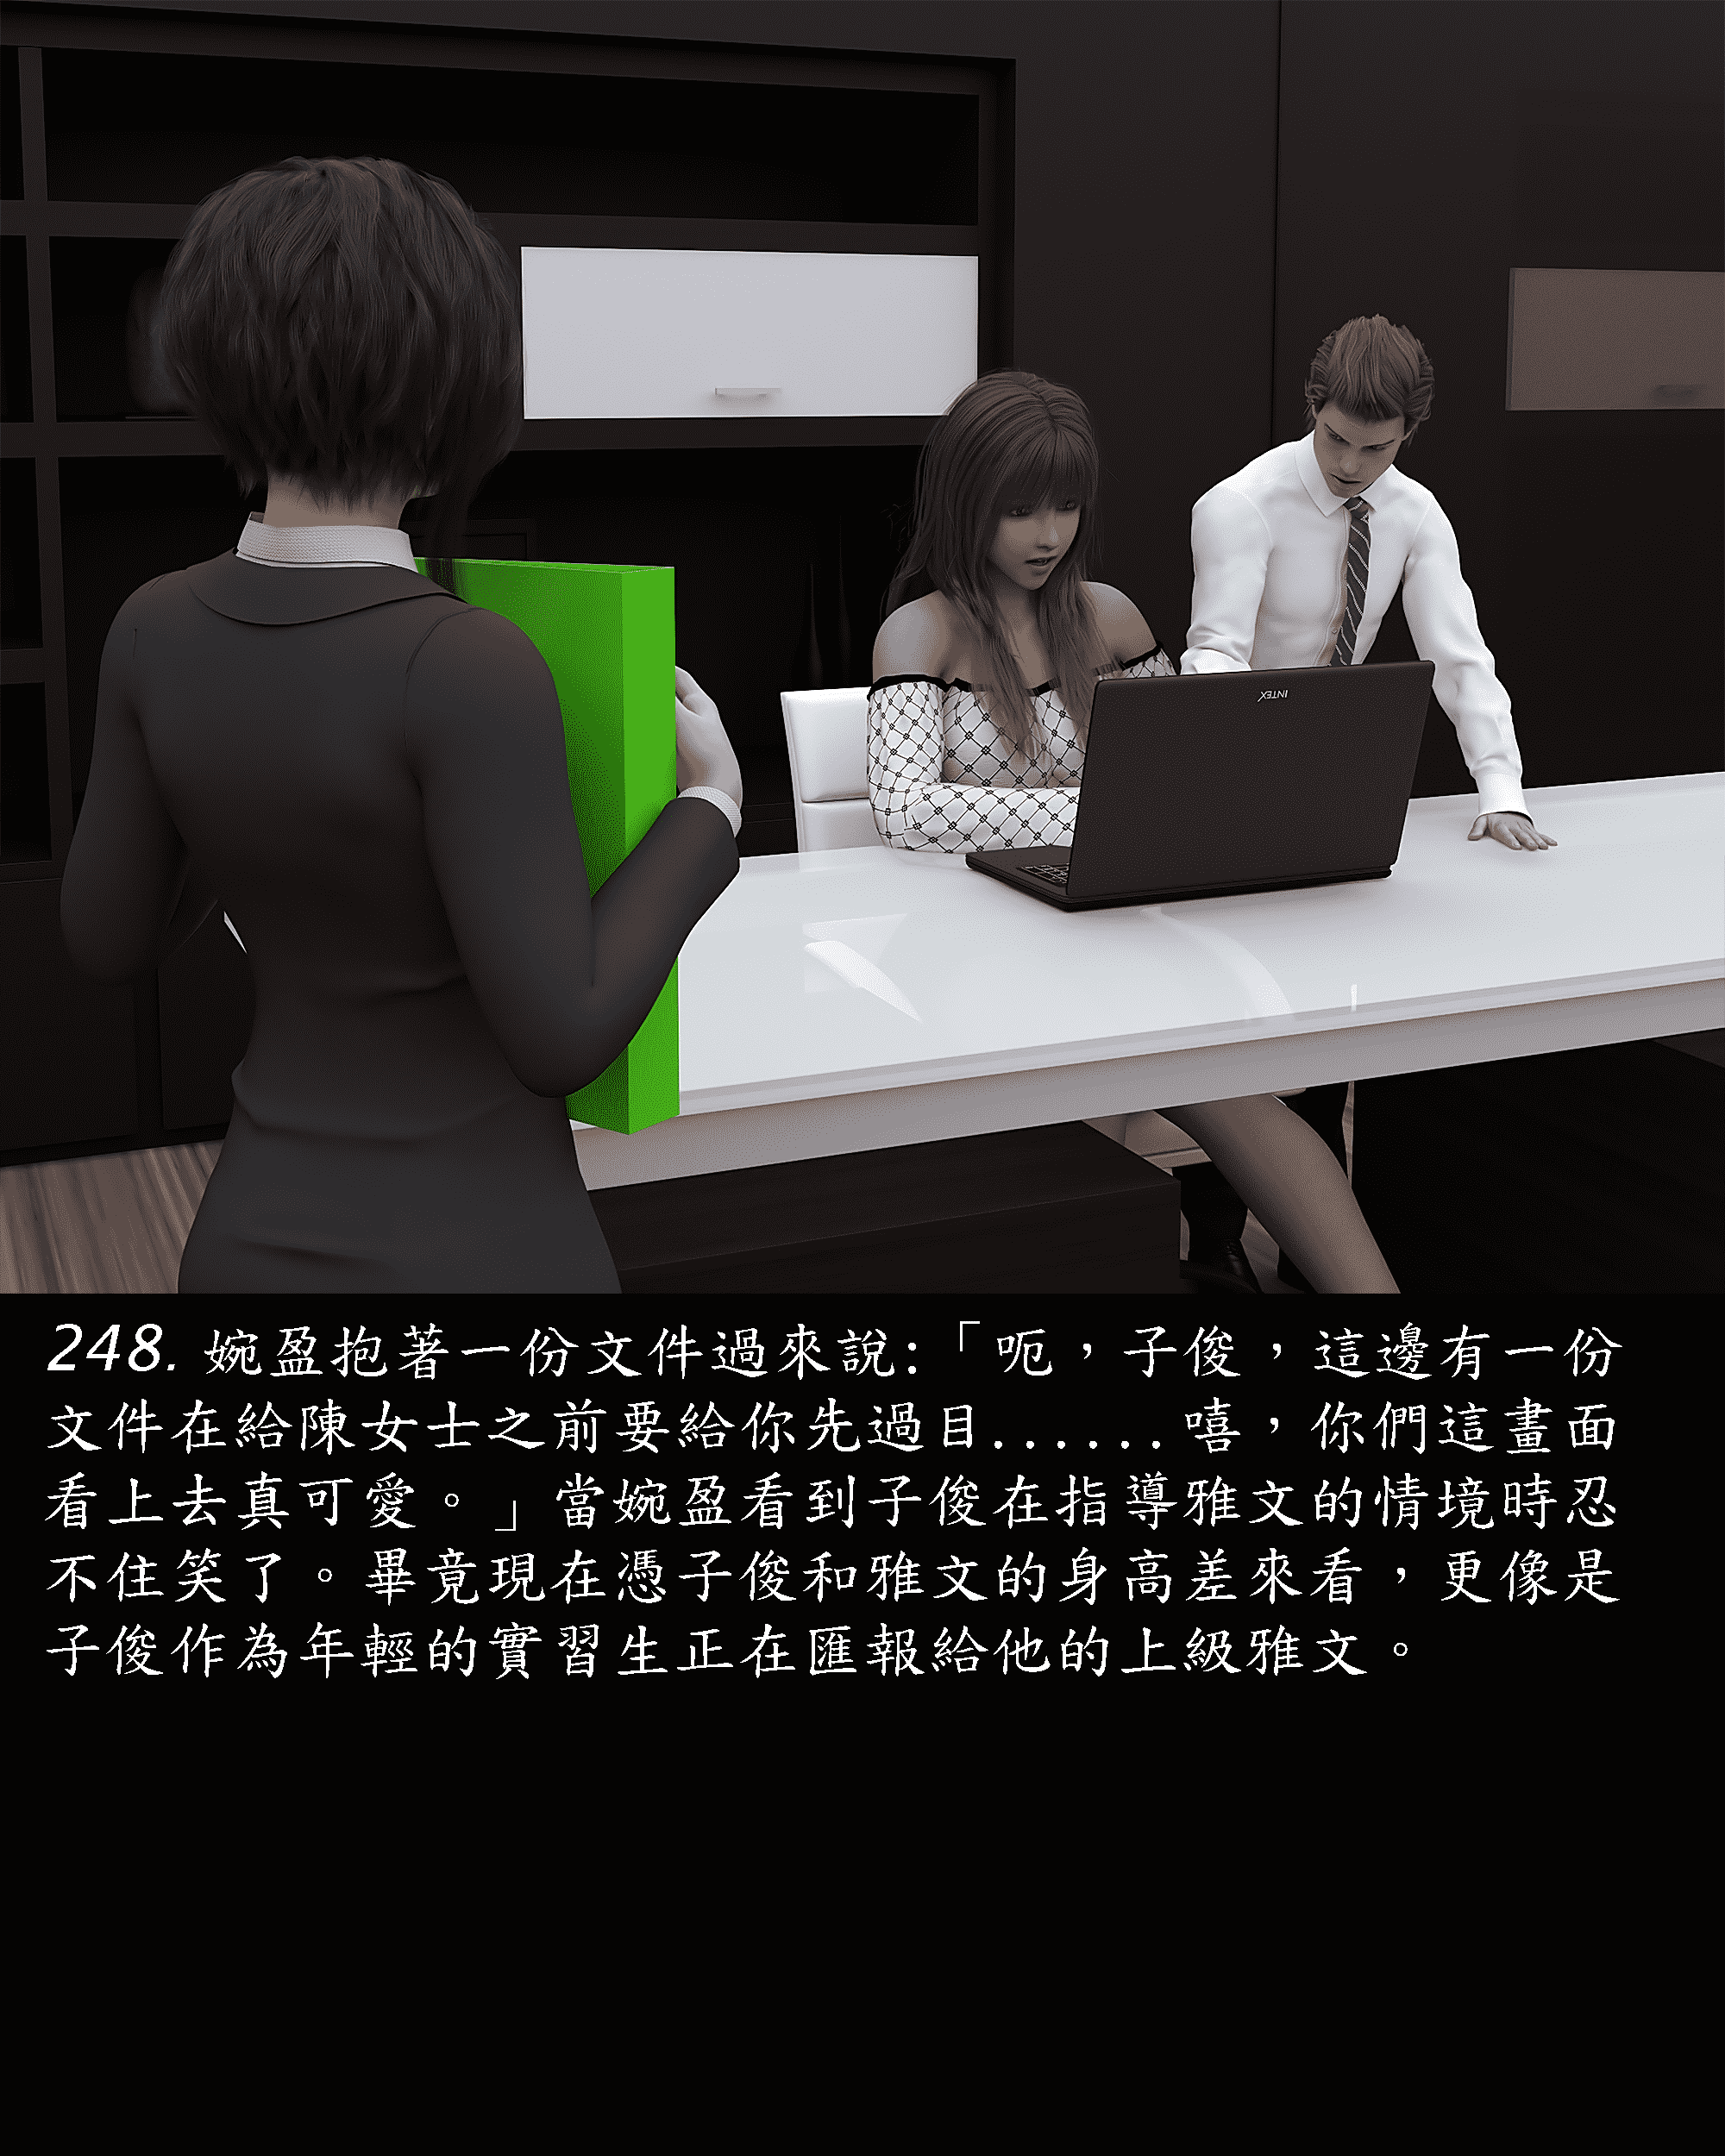 INTEX
248. 婉盈抱著一份文件過來說:「呃，子俊，這邊有一份
文件在給陳女士之前要給你先過目......嘻，你們這畫面
看上去真可愛。」當婉盈看到子俊在指導雅文的情境時忍
不住笑了。畢竟現在憑子俊和雅文的身高差來看，更像是
子俊作為年輕的實習生正在匯報給他的上級雅文。